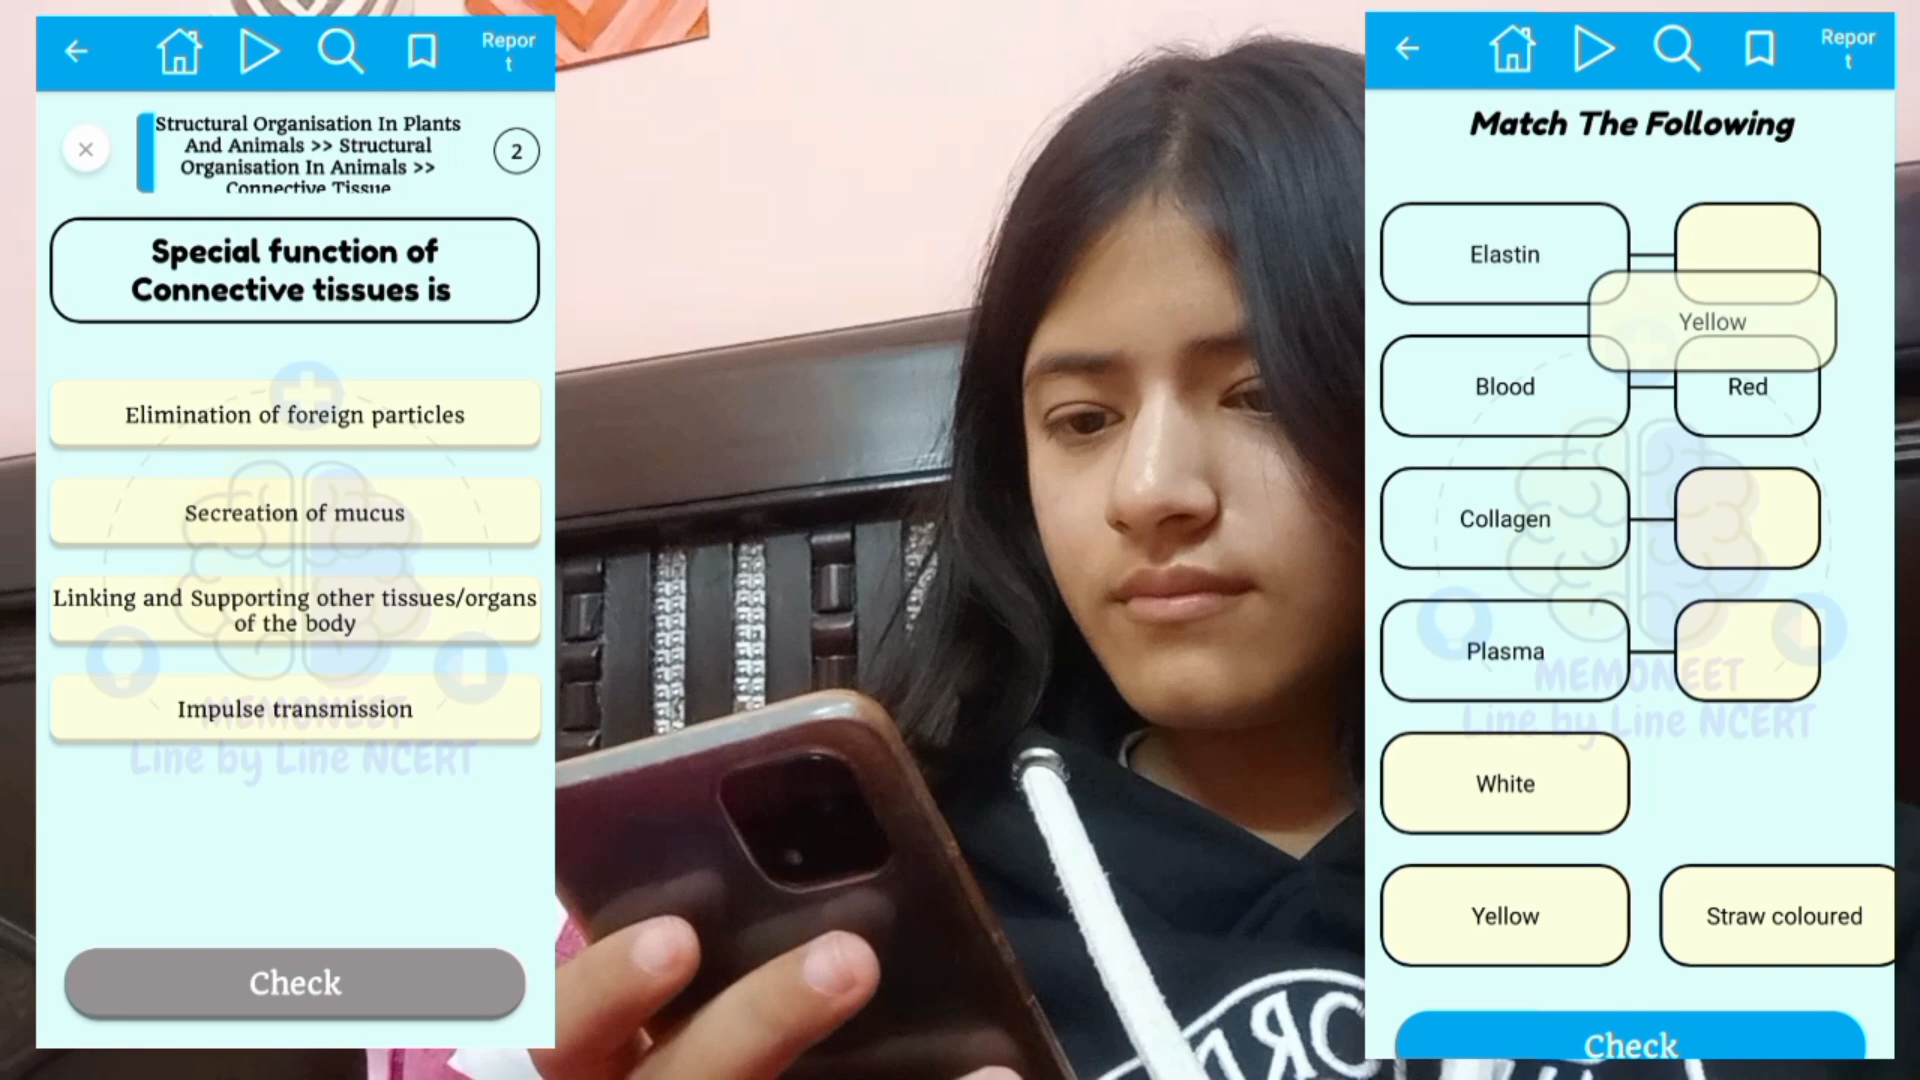 Repor
t
Structural Organisation In Plants
And Animals >> Structural
Organisation In Animals >>
Connective Tissue
2
Special function of
Connective tissues is
Elimination of foreign particles
Secreation of mucus
Linking and Supporting other tissues/organs
of the body
Impulse transmission
MEMONEET
Line by Line NCERT
Check
Repor
t
Match The Following
Elastin
Yellow
Blood
Red
Collagen
Plasma
MEMONEET
Line by Line NCERT
White
Yellow
Straw coloured
Check